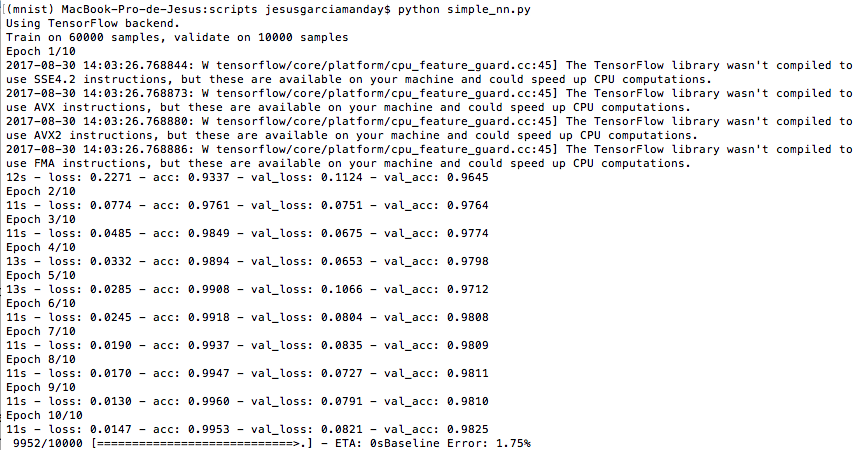 (mnist) MacBook-Pro-de-Jesus:scripts jesusgarciamanday$ python simple_nn.py
Using TensorFlow backend.
Train on 60000 samples, validate on 10000 samples
Epoch 1/10
2017-08-30 14:03:26.768844: W tensorflow/core/platform/cpu_feature_guard.cc:45] The TensorFlow library wasn't compiled to
use SSE4.2 instructions, but these are available on your machine and could speed up CPU computations.
2017-08-30 14:03:26.768873: W tensorflow/core/platform/cpu_feature_guard.cc:45] The TensorFlow library wasn't compiled to
use AVX instructions, but these are available on your machine and could speed up CPU computations.
2017-08-30 14:03:26.768880: W tensorflow/core/platform/cpu_feature_guard.cc:45] The TensorFlow library wasn't compiled to
use AVX2 instructions, but these are available on your machine and could speed up CPU computations.
2017-08-30 14:03:26.768886: W tensorflow/core/platform/cpu_feature_guard.cc:45] The TensorFlow library wasn't compiled to
use FMA instructions, but these are available on your machine and could speed up CPU computations.
12s - loss: 0.2271 - acc: 0.9337 - val_loss: 0.1124 - val_acc: 0.9645
Epoch 2/10
11s - loss: 0.0774 - acc: 0.9761 - val_loss: 0.0751 - val_acc: 0.9764
Epoch 3/10
11s - loss: 0.0485 - acc: 0.9849 - val_loss: 0.0675 - val_acc: 0.9774
Epoch 4/10
13s - loss: 0.0332 - acc: 0.9894 - val_loss: 0.0653 - val_acc: 0.9798
Epoch 5/10
13s - loss: 0.0285 - acc: 0.9908 - val_loss: 0.1066 - val_acc: 0.9712
Epoch 6/10
11s - loss: 0.0245 - acc: 0.9918 - val_loss: 0.0804 - val_acc: 0.9808
Epoch 7/10
11s - loss: 0.0190 - acc: 0.9937 - val_loss: 0.0835 - val_acc: 0.9809
Epoch 8/10
11s - loss: 0.0170 - acc: 0.9947 - val_loss: 0.0727 - val_acc: 0.9811
Epoch 9/10
11s - loss: 0.0130 - acc: 0.9960 - val_loss: 0.0791 - val_acc: 0.9810
Epoch 10/10
11s - loss: 0.0147 - acc: 0.9953 - val_loss: 0.0821 - val_acc: 0.9825
9952/10000 [============================>.] - ETA: 0sBaseline Error: 1.75%